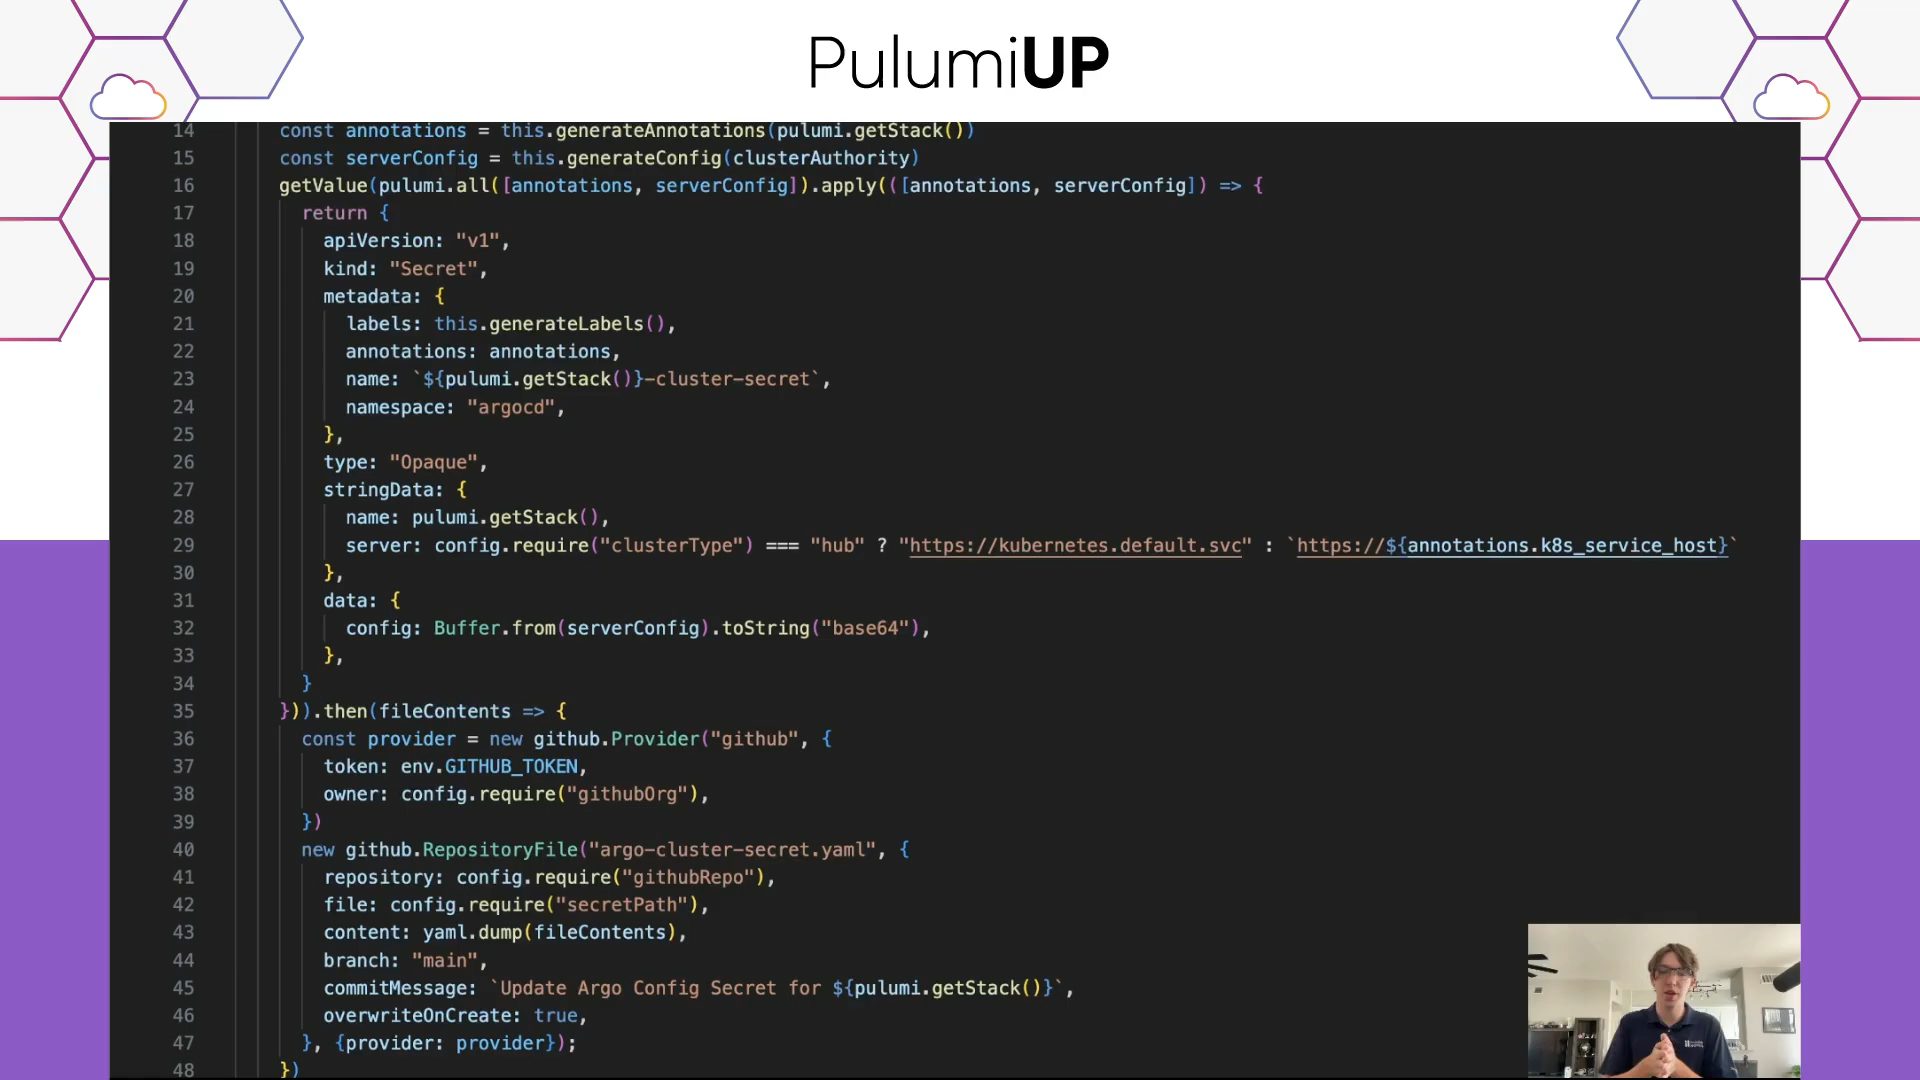 PulumiUP
14 const annotations = this.generateAnnotations(pulumi.getStack())
15 const serverConfig = this.generateConfig(clusterAuthority)
16 getValue(pulumi.all([annotations, serverConfig]).apply(([annotations, serverConfig]) => {
17 return {
18 apiVersion: "v1",
19 kind: "Secret",
20 metadata: {
21 labels: this.generateLabels(),
22 annotations: annotations,
23 name: `${pulumi.getStack()}-cluster-secret`,
24 namespace: "argocd",
25 },
26 type: "Opaque",
27 stringData: {
28 name: pulumi.getStack(),
29 server: config.require("clusterType") === "hub" ? "https://kubernetes.default.svc" : `https://${annotations.k8s_service_host}`
30 },
31 data: {
32 config: Buffer.from(serverConfig).toString("base64"),
33 },
34 }
35 })).then(fileContents => {
36 const provider = new github.Provider("github", {
37 token: env.GITHUB_TOKEN,
38 owner: config.require("githubOrg"),
39 })
40 new github.RepositoryFile("argo-cluster-secret.yaml", {
41 repository: config.require("githubRepo"),
42 file: config.require("secretPath"),
43 content: yaml.dump(fileContents),
44 branch: "main",
45 commitMessage: `Update Argo Config Secret for ${pulumi.getStack()}`,
46 overwriteOnCreate: true,
47 }, {provider: provider});
48 })